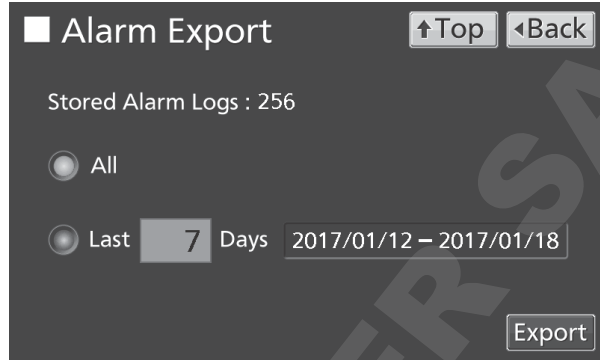 Alarm Export
↑Top
◂Back
Stored Alarm Logs : 256
All
Last 7 Days 2017/01/12 – 2017/01/18
Export